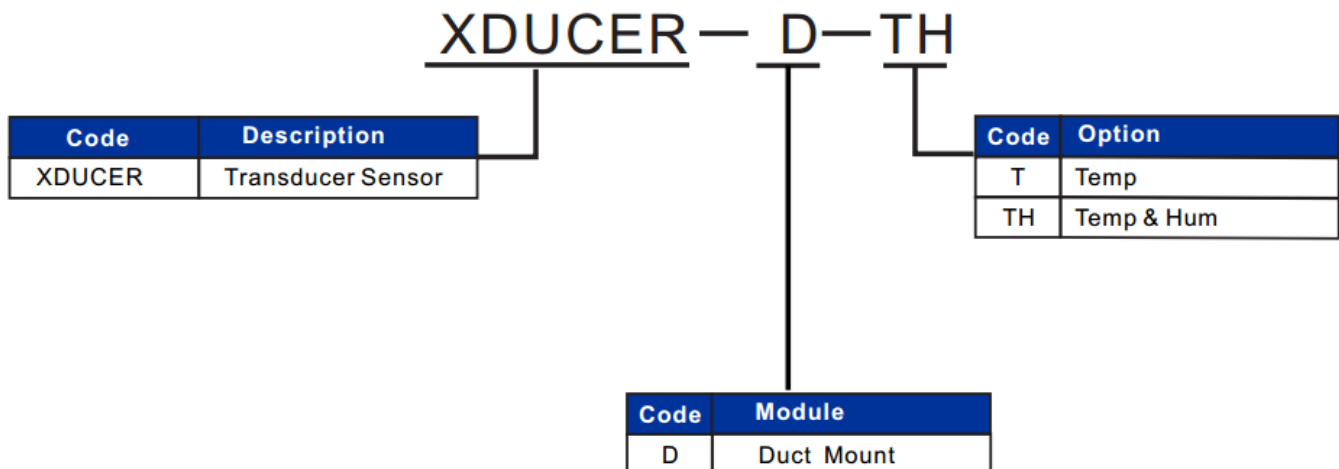 XDUCER — D — TH
Code Description
XDUCER Transducer Sensor
Code Option
T Temp
TH Temp & Hum
Code Module
D Duct Mount